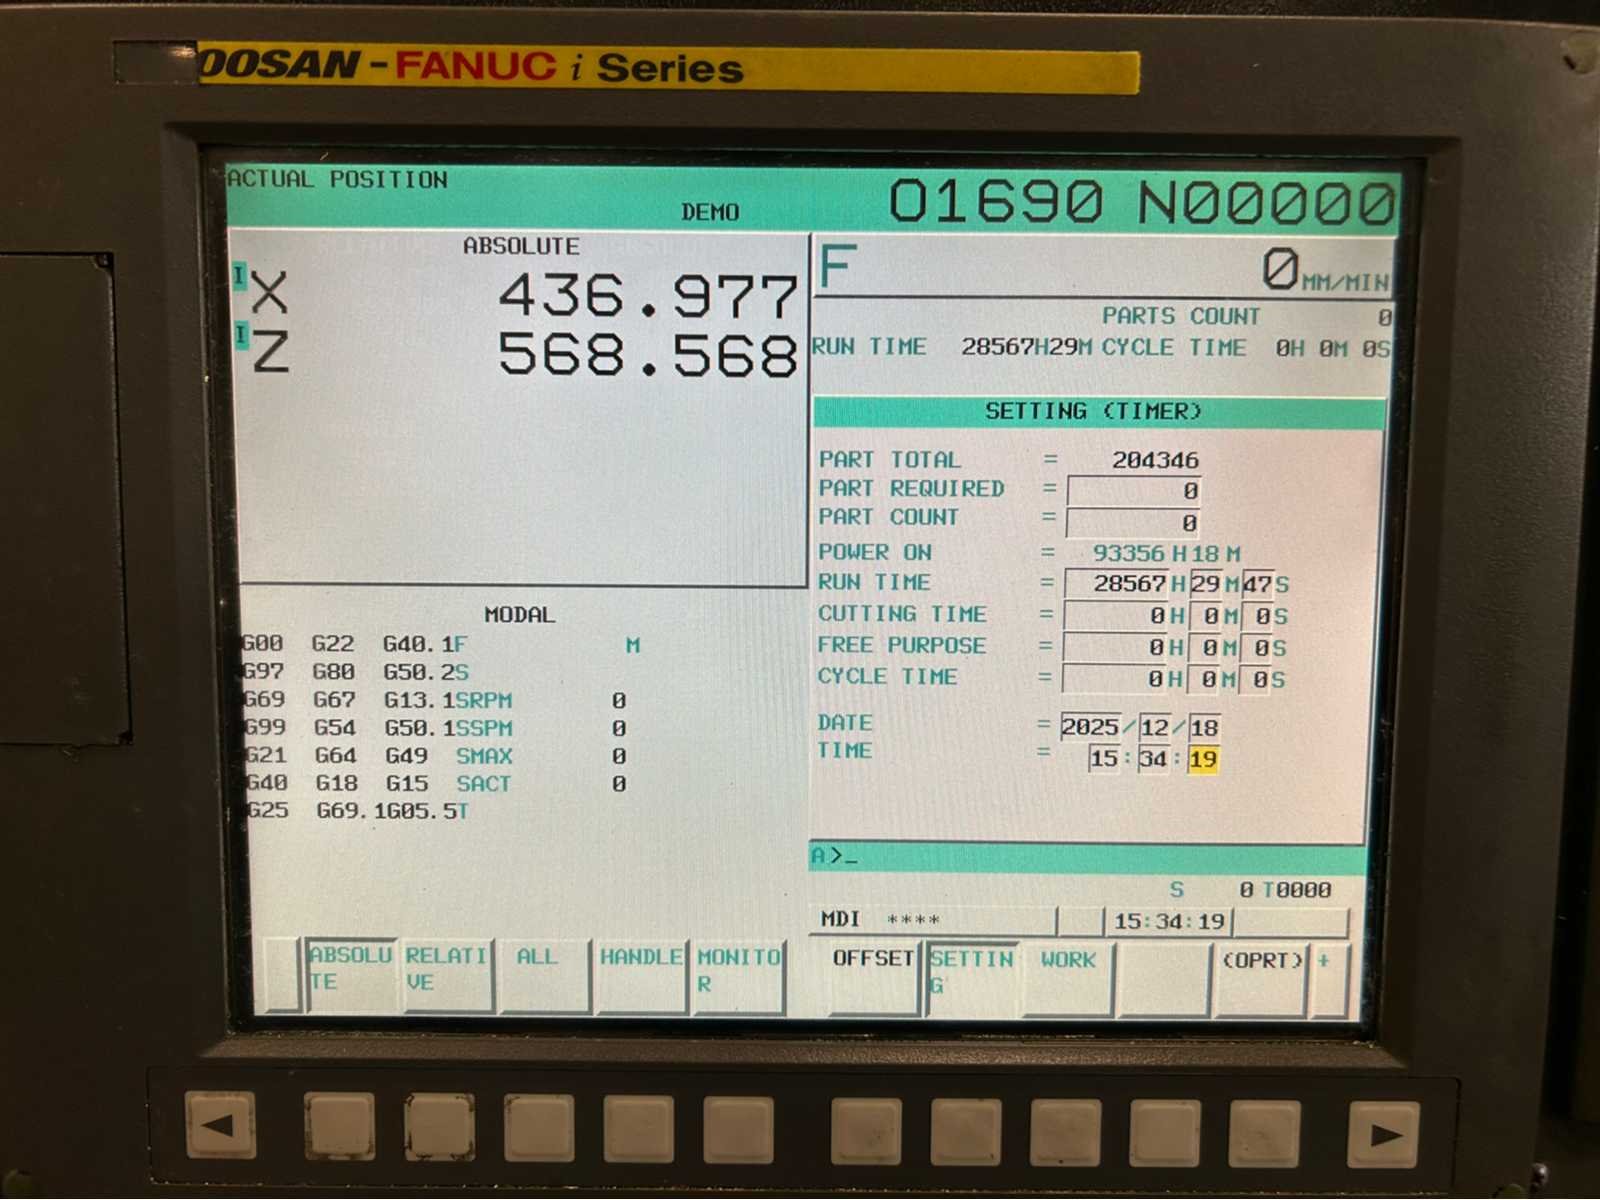 OOSAN-FANUC i Series
ACTUAL POSITION
DEMO
O1690 N00000
ABSOLUTE
I X 436.977
I Z 568.568
F 0 MM/MIN
PARTS COUNT 0
RUN TIME 28567H29M CYCLE TIME 0H 0M 0S
SETTING (TIMER)
PART TOTAL = 204346
PART REQUIRED = 0
PART COUNT = 0
POWER ON = 93356 H 18 M
RUN TIME = 28567 H 29 M 47 S
CUTTING TIME = 0 H 0 M 0 S
FREE PURPOSE = 0 H 0 M 0 S
CYCLE TIME = 0 H 0 M 0 S
DATE = 2025/12/18
TIME = 15:34:19
MODAL
G00 G22 G40.1 F M
G97 G80 G50.2 S
G69 G67 G13.1 SRPM 0
G99 G54 G50.1 SSPM 0
G21 G64 G49 SMAX 0
G40 G18 G15 SACT 0
G25 G69.1 G05.5 T
A>_
S 0 T0000
MDI **** 15:34:19
ABSOLUTE RELATIVE ALL HANDLE MONITOR OFFSET SETTING WORK (OPRT) +